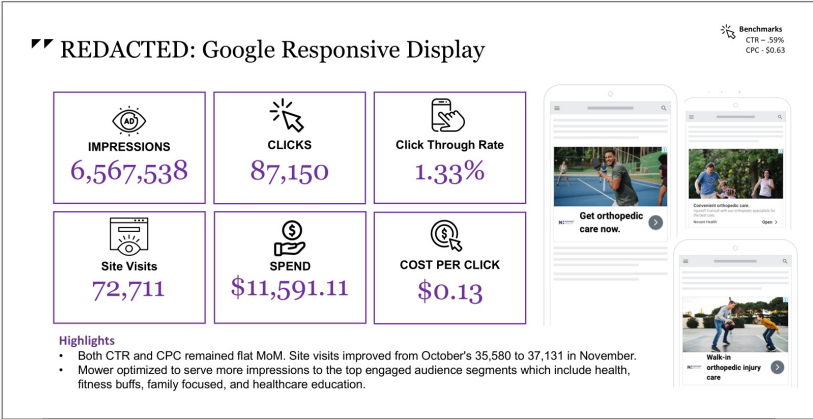 Benchmarks
CTR – .59%
CPC - $0.63
REDACTED: Google Responsive Display
AD
IMPRESSIONS
6,567,538
CLICKS
87,150
Click Through Rate
1.33%
Site Visits
72,711
$
SPEND
$11,591.11
$
COST PER CLICK
$0.13
Get orthopedic
care now.
Convenient orthopedic care.
Novant Health
Open >
Walk-in
orthopedic injury
care
Highlights
• Both CTR and CPC remained flat MoM. Site visits improved from October's 35,580 to 37,131 in November.
• Mower optimized to serve more impressions to the top engaged audience segments which include health,
fitness buffs, family focused, and healthcare education.